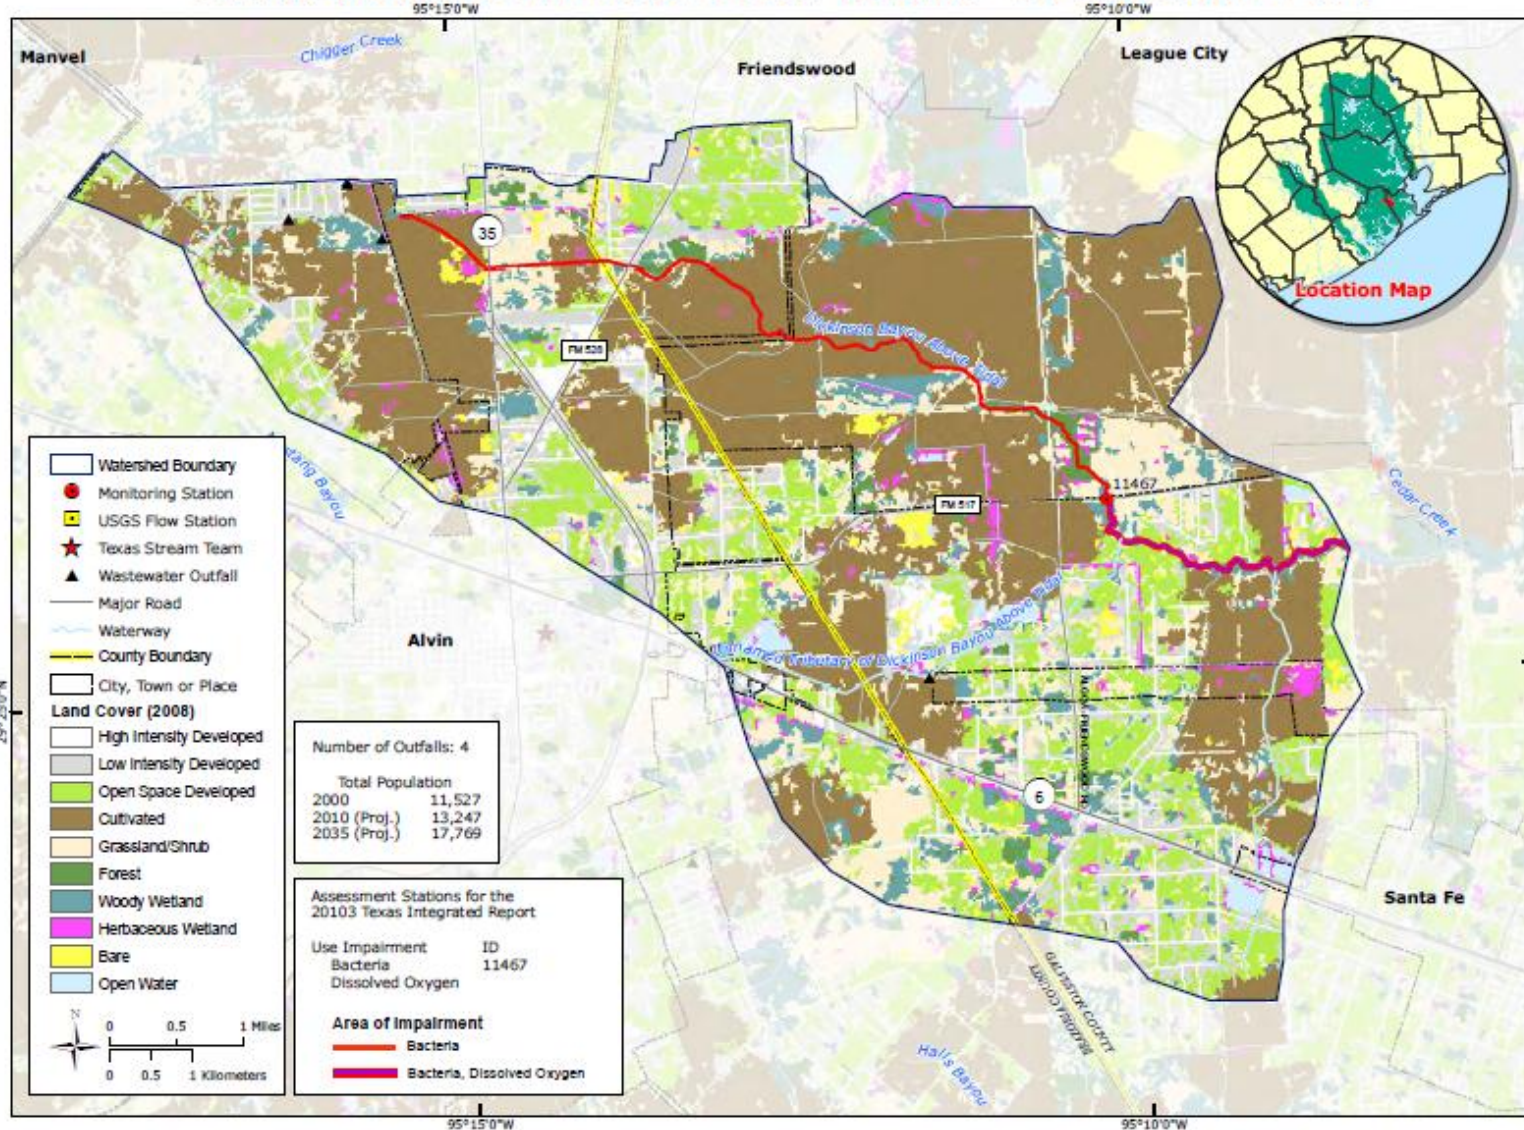 95°15'0"W
95°10'0"W
Manvel
Chigger Creek
Friendswood
League City
Location Map
35
Dickinson Bayou Above Tidal
FM 528
11467
FM 517
Cedar Creek
Bayou
Alvin
Unnamed Tributary of Dickinson Bayou Above Tidal
6
Santa Fe
GALVESTON COUNTY
BRAZORIA COUNTY
Halls Bayou
Watershed Boundary
Monitoring Station
USGS Flow Station
Texas Stream Team
Wastewater Outfall
Major Road
Waterway
County Boundary
City, Town or Place
Land Cover (2008)
High Intensity Developed
Low Intensity Developed
Open Space Developed
Cultivated
Grassland/Shrub
Forest
Woody Wetland
Herbaceous Wetland
Bare
Open Water
N
0 0.5 1 Miles
0 0.5 1 Kilometers
Number of Outfalls: 4
Total Population
2000 11,527
2010 (Proj.) 13,247
2035 (Proj.) 17,769
Assessment Stations for the
20103 Texas Integrated Report
Use Impairment ID
Bacteria 11467
Dissolved Oxygen
Area of Impairment
Bacteria
Bacteria, Dissolved Oxygen
95°15'0"W
95°10'0"W